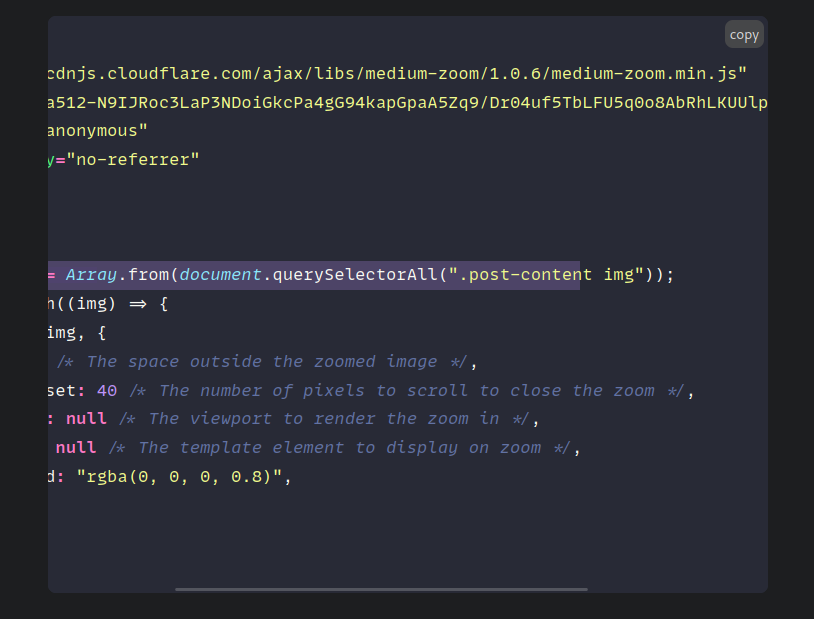 copy
cdnjs.cloudflare.com/ajax/libs/medium-zoom/1.0.6/medium-zoom.min.js"
a512-N9IJRoc3LaP3NDoiGkcPa4gG94kapGpaA5Zq9/Dr04uf5TbLFU5q0o8AbRhLKUUlp
anonymous"
y="no-referrer"
= Array.from(document.querySelectorAll(".post-content img"));
h((img) => {
img, {
/* The space outside the zoomed image */,
set: 40 /* The number of pixels to scroll to close the zoom */,
: null /* The viewport to render the zoom in */,
null /* The template element to display on zoom */,
d: "rgba(0, 0, 0, 0.8)",